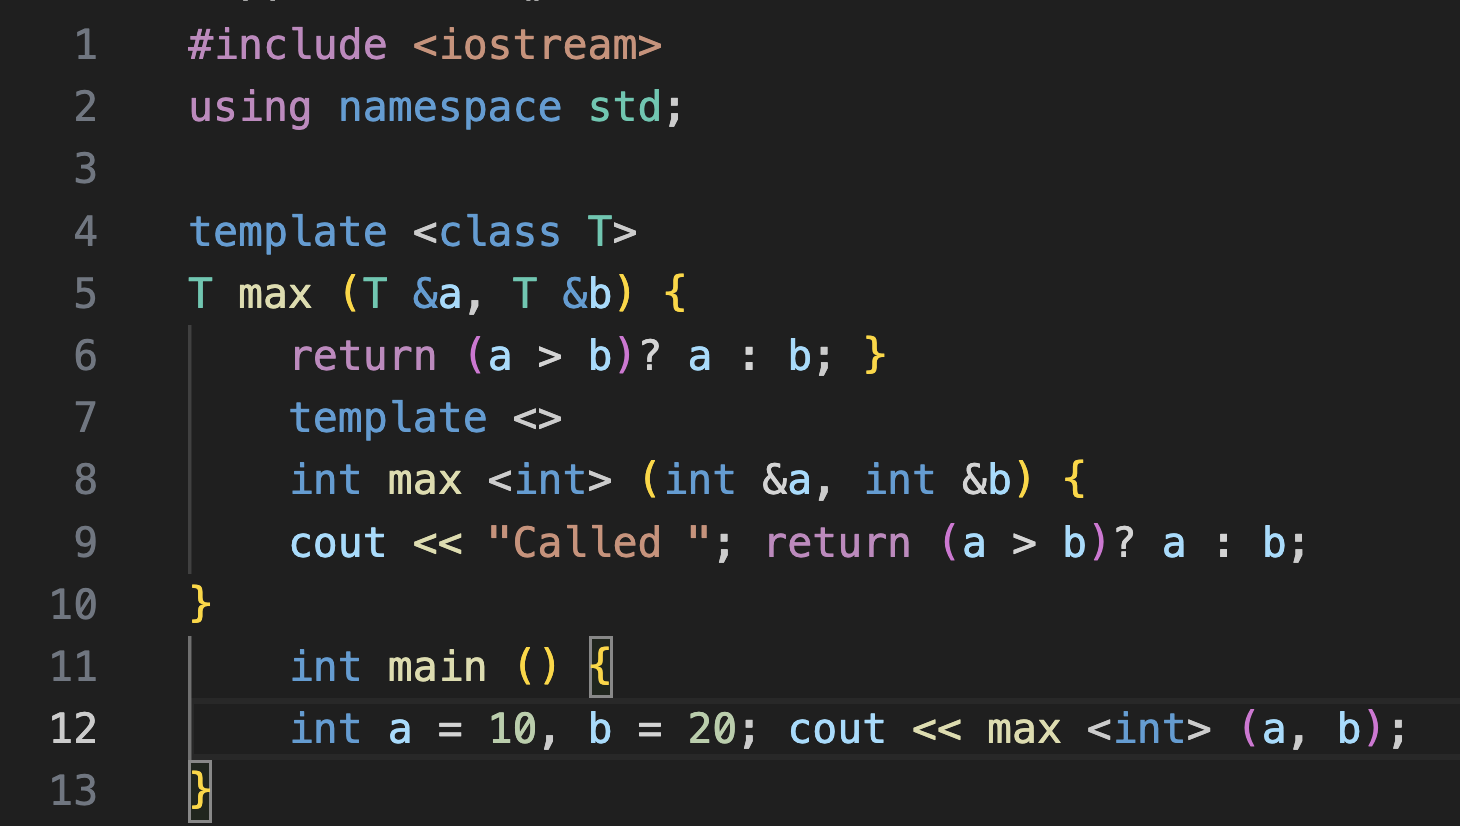 1 #include <iostream>
2 using namespace std;
3
4 template <class T>
5 T max (T &a, T &b) {
6 return (a > b)? a : b; }
7 template <>
8 int max <int> (int &a, int &b) {
9 cout << "Called "; return (a > b)? a : b;
10 }
11 int main () {
12 int a = 10, b = 20; cout << max <int> (a, b);
13 }